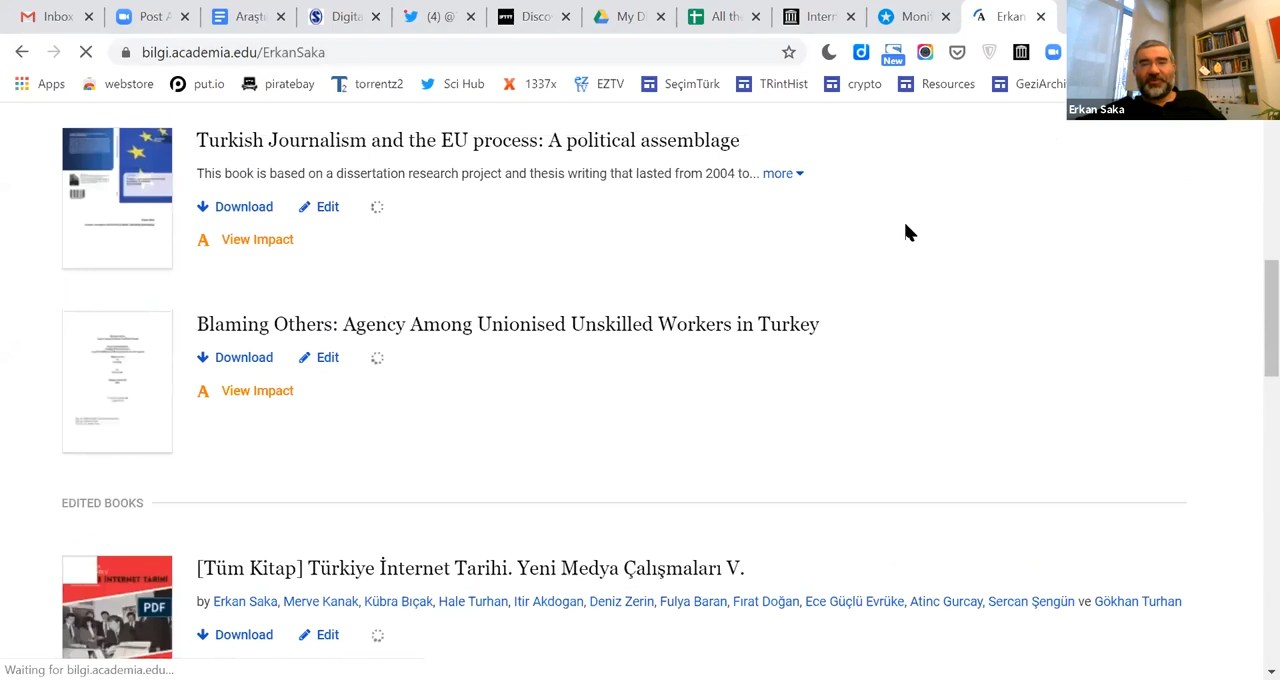 Inbox
Post A
Araştı
Digita
(4) @
IFTTT Disco
My D
All the
Intern
Moni
Erkan
bilgi.academia.edu/ErkanSaka
New
Apps webstore put.io piratebay torrentz2 Sci Hub 1337x EZTV SeçimTürk TRintHist crypto Resources GeziArchi
Erkan Saka
Turkish Journalism and the EU process: A political assemblage
This book is based on a dissertation research project and thesis writing that lasted from 2004 to... more
Download Edit
View Impact
Blaming Others: Agency Among Unionised Unskilled Workers in Turkey
Download Edit
View Impact
EDITED BOOKS
[Tüm Kitap] Türkiye İnternet Tarihi. Yeni Medya Çalışmaları V.
by Erkan Saka, Merve Kanak, Kübra Bıçak, Hale Turhan, Itir Akdogan, Deniz Zerin, Fulya Baran, Fırat Doğan, Ece Güçlü Evrüke, Atinc Gurcay, Sercan Şengün ve Gökhan Turhan
PDF
Download Edit
Waiting for bilgi.academia.edu...